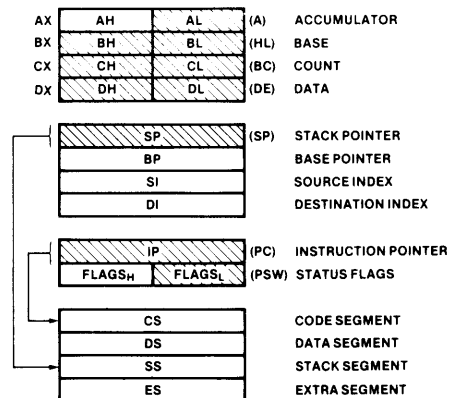 AX AH AL (A) ACCUMULATOR
BX BH BL (HL) BASE
CX CH CL (BC) COUNT
DX DH DL (DE) DATA
SP (SP) STACK POINTER
BP BASE POINTER
SI SOURCE INDEX
DI DESTINATION INDEX
IP (PC) INSTRUCTION POINTER
FLAGSH FLAGSL (PSW) STATUS FLAGS
CS CODE SEGMENT
DS DATA SEGMENT
SS STACK SEGMENT
ES EXTRA SEGMENT